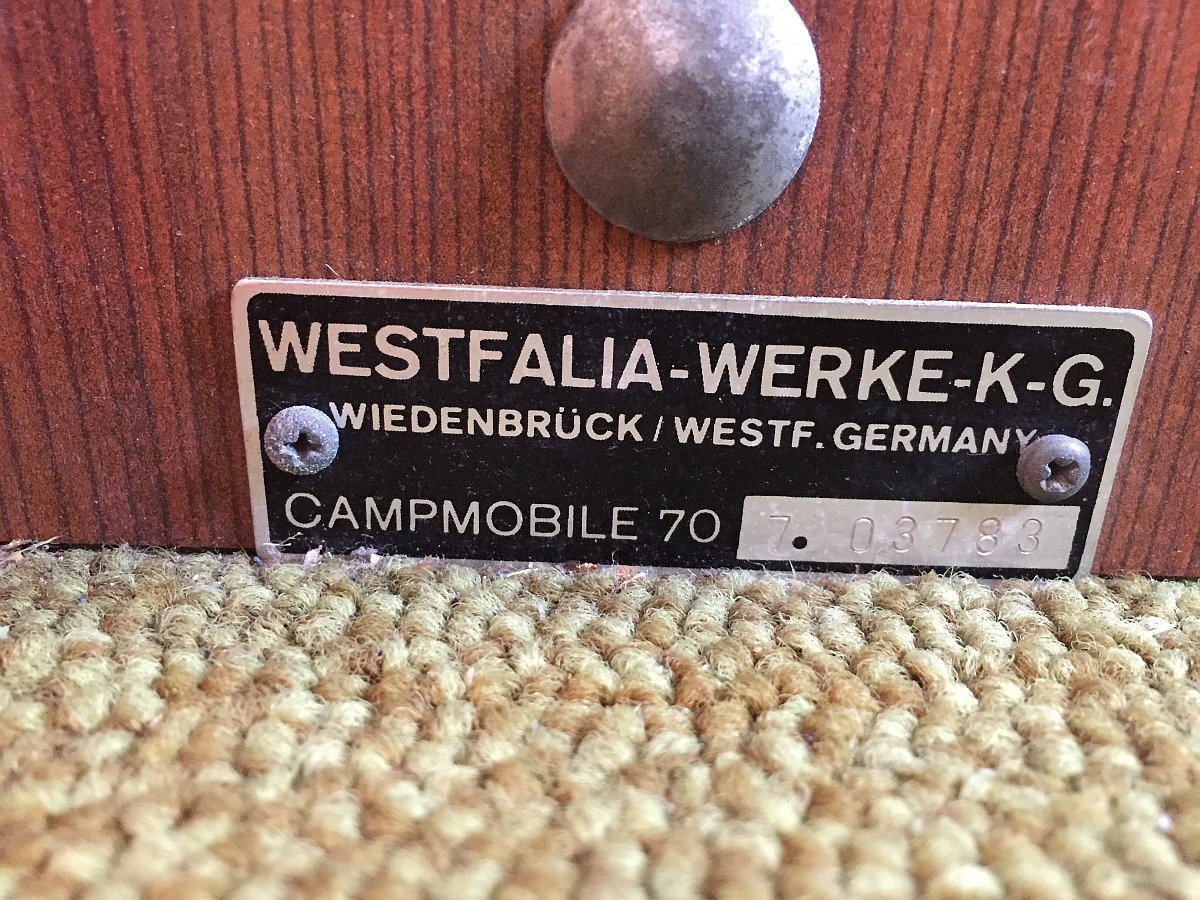 WESTFALIA-WERKE-K-G.
WIEDENBRÜCK / WESTF. GERMANY
CAMPMOBILE 70 7. 03783